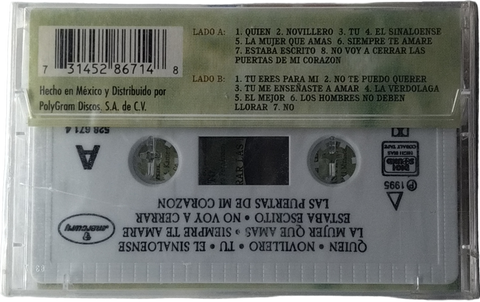 LADO A: 1. QUIEN 2. NOVILLERO 3. TU 4. EL SINALOENSE
5. LA MUJER QUE AMAS 6. SIEMPRE TE AMARE
7. ESTABA ESCRITO 8. NO VOY A CERRAR LAS
PUERTAS DE MI CORAZON
LADO B: 1. TU ERES PARA MI 2. NO TE PUEDO QUERER
3. TU ME ENSEÑASTE A AMAR 4. LA VERDOLAGA
5. EL MEJOR 6. LOS HOMBRES NO DEBEN
LLORAR 7. NO
7 31452 86714 8
Hecho en México y Distribuido por
PolyGram Discos, S.A. de C.V.
QUIEN • NOVILLERO • TU • EL SINALOENSE
LA MUJER QUE AMAS • SIEMPRE TE AMARE
ESTABA ESCRITO • NO VOY A CERRAR
LAS PUERTAS DE MI CORAZON
mercury
℗ 1995
A
528 671 4